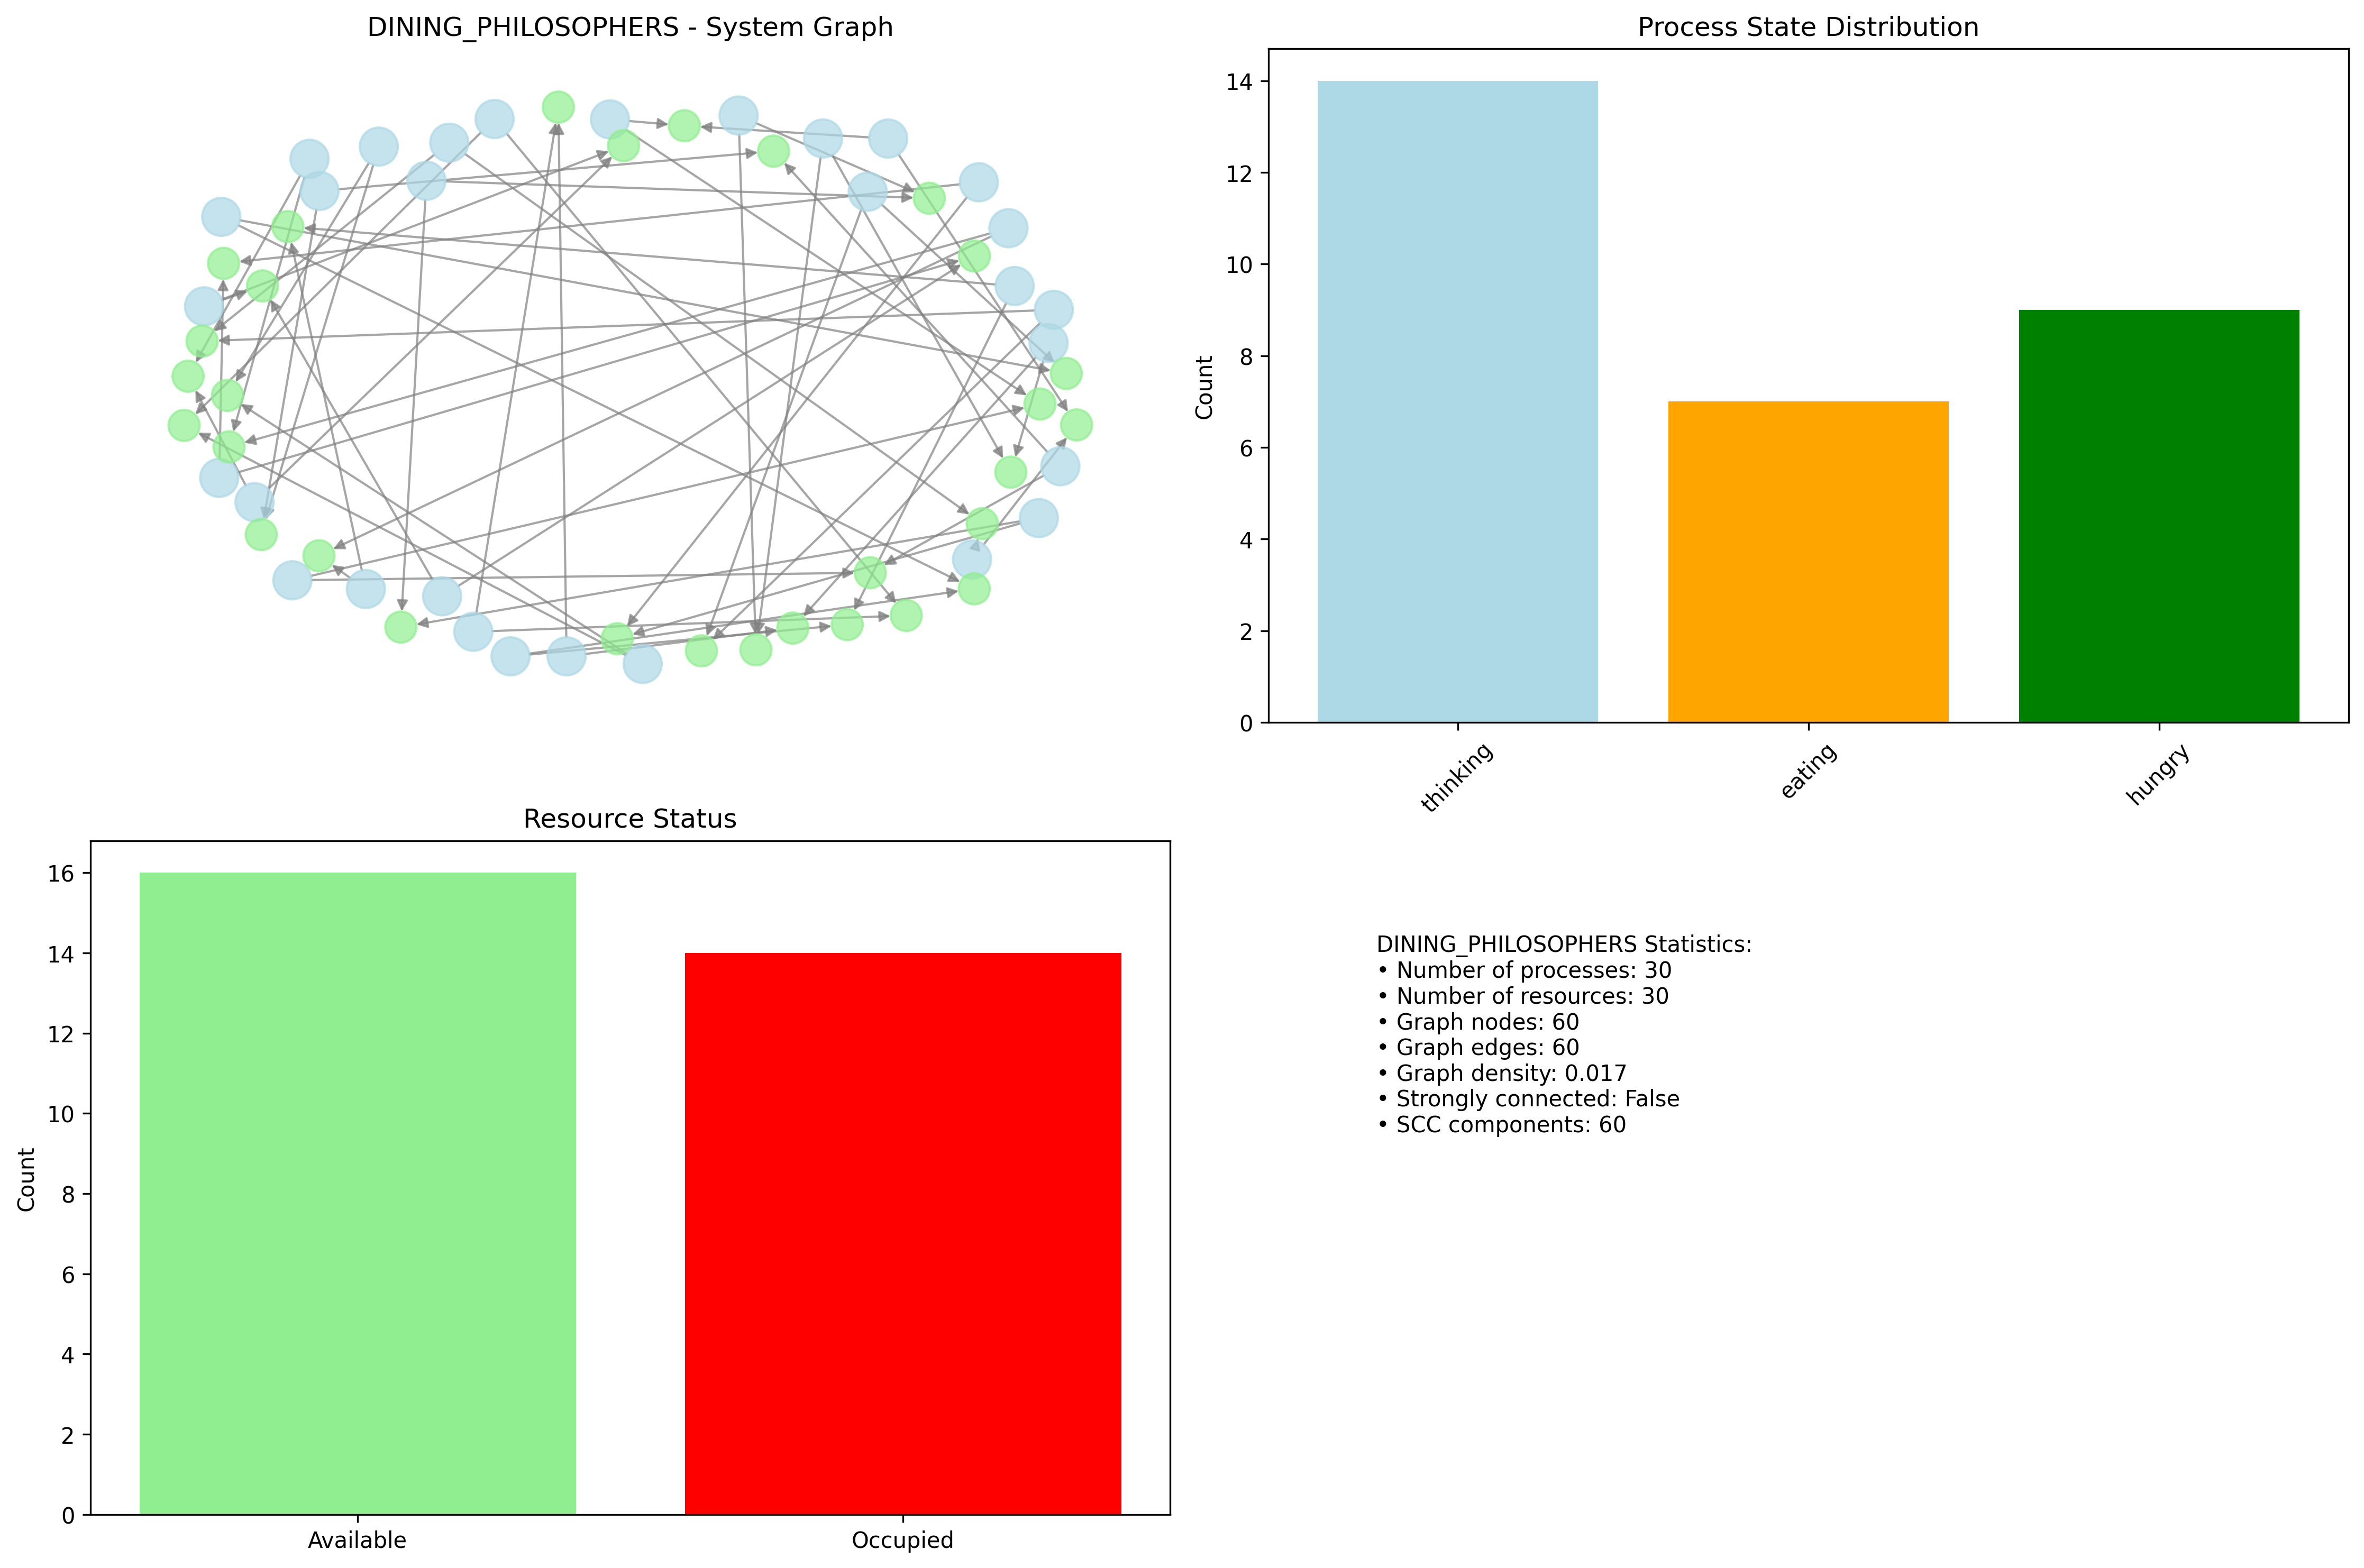 DINING_PHILOSOPHERS - System Graph
Process State Distribution
Count
14
12
10
8
6
4
2
0
thinking
eating
hungry
Resource Status
Count
16
14
12
10
8
6
4
2
0
Available
Occupied
DINING_PHILOSOPHERS Statistics:
• Number of processes: 30
• Number of resources: 30
• Graph nodes: 60
• Graph edges: 60
• Graph density: 0.017
• Strongly connected: False
• SCC components: 60